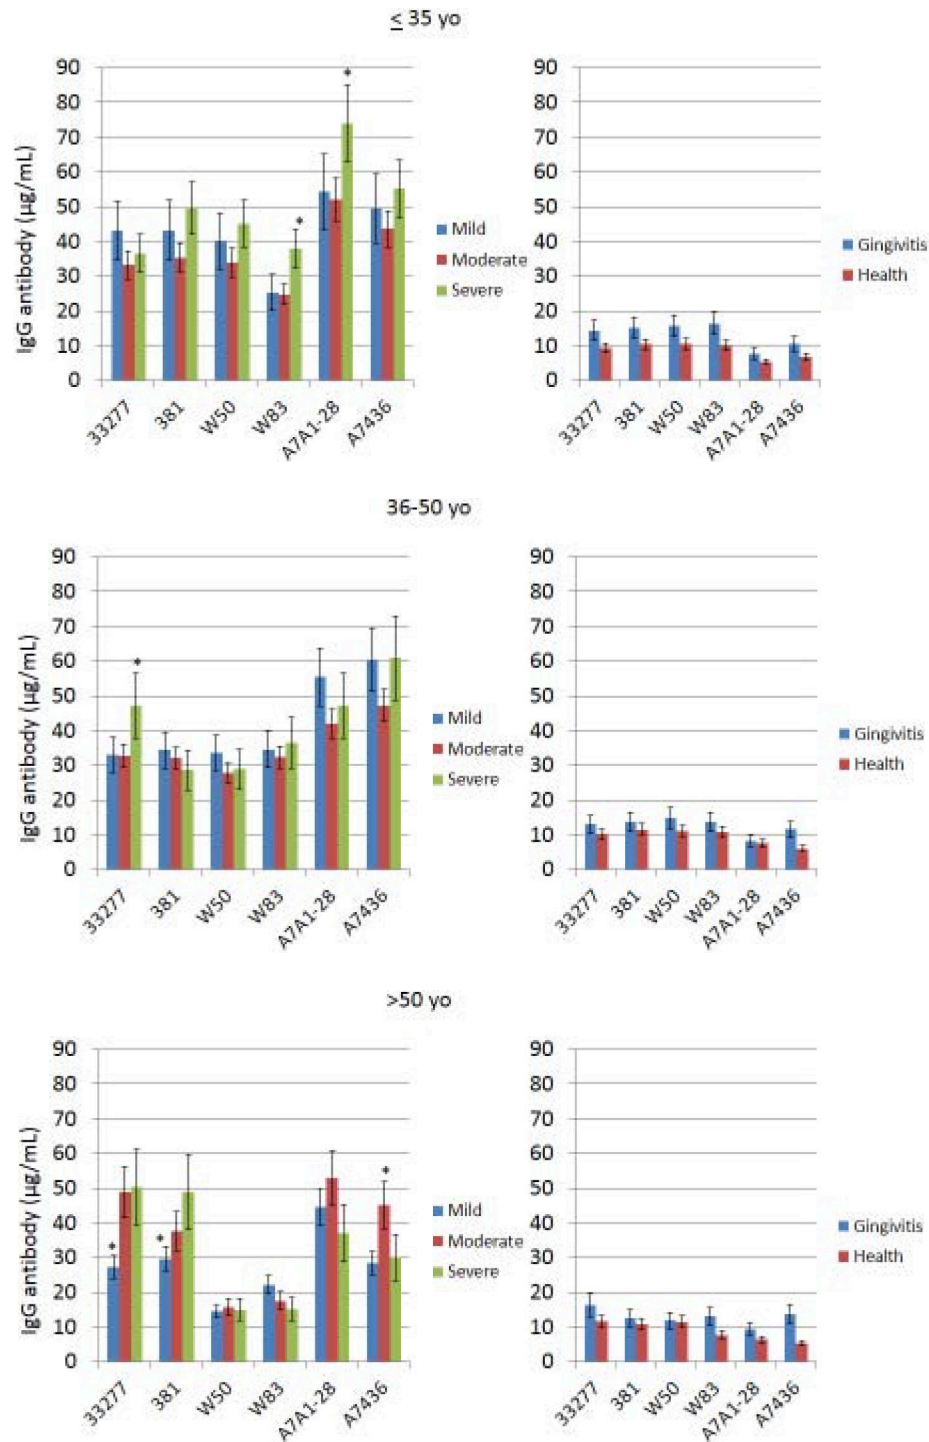 ≤ 35 yo
IgG antibody (µg/mL)
90
80
70
60
50
40
30
20
10
0
*
*
33277
381
W50
W83
A7A1-28
A7436
Mild
Moderate
Severe
90
80
70
60
50
40
30
20
10
0
33277
381
W50
W83
A7A1-28
A7436
Gingivitis
Health
36-50 yo
IgG antibody (µg/mL)
90
80
70
60
50
40
30
20
10
0
*
33277
381
W50
W83
A7A1-28
A7436
Mild
Moderate
Severe
90
80
70
60
50
40
30
20
10
0
33277
381
W50
W83
A7A1-28
A7436
Gingivitis
Health
>50 yo
IgG antibody (µg/mL)
90
80
70
60
50
40
30
20
10
0
*
*
*
33277
381
W50
W83
A7A1-28
A7436
Mild
Moderate
Severe
90
80
70
60
50
40
30
20
10
0
33277
381
W50
W83
A7A1-28
A7436
Gingivitis
Health